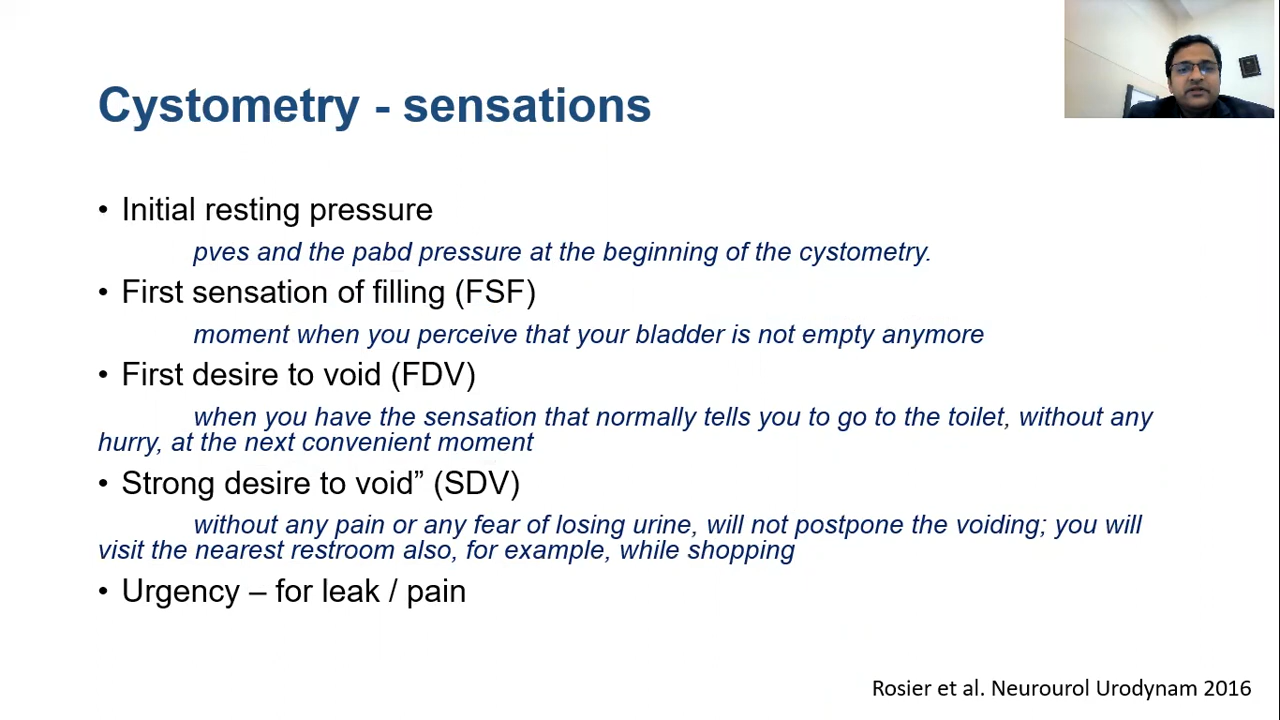 Cystometry - sensations
• Initial resting pressure
pves and the pabd pressure at the beginning of the cystometry.
• First sensation of filling (FSF)
moment when you perceive that your bladder is not empty anymore
• First desire to void (FDV)
when you have the sensation that normally tells you to go to the toilet, without any
hurry, at the next convenient moment
• Strong desire to void” (SDV)
without any pain or any fear of losing urine, will not postpone the voiding; you will
visit the nearest restroom also, for example, while shopping
• Urgency – for leak / pain
Rosier et al. Neurourol Urodynam 2016